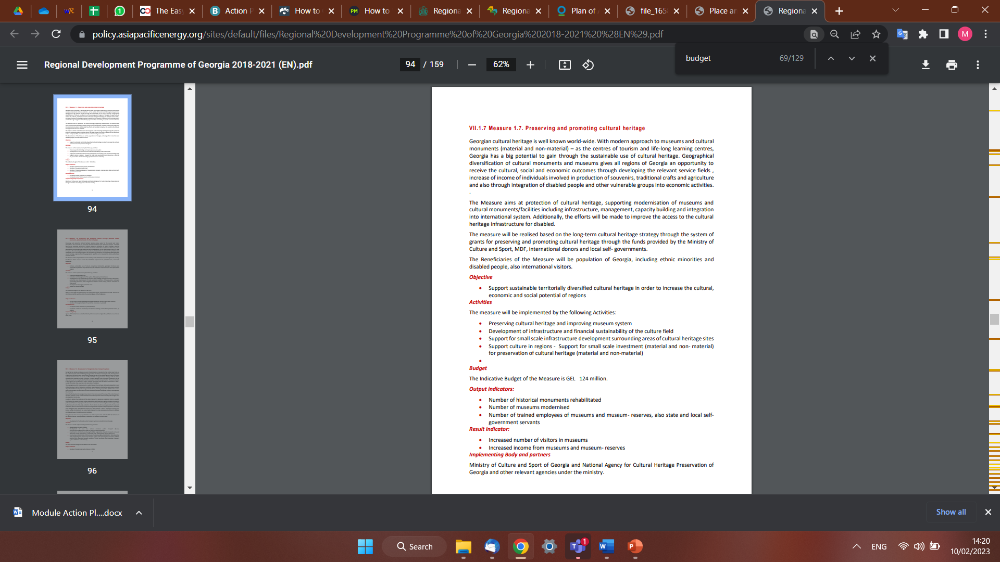 The Easy
Action P
How to
How to
Regiona
Regiona
Plan of
file_165
Place an
Regiona
policy.asiapacificenergy.org/sites/default/files/Regional%20Development%20Programme%20of%20Georgia%202018-2021%20%28EN%29.pdf
M
budget 69/129
Regional Development Programme of Georgia 2018-2021 (EN).pdf
94 / 159
62%
94
95
96
VII.1.7 Measure 1.7. Preserving and promoting cultural heritage
Georgian cultural heritage is well known world-wide. With modern approach to museums and cultural
monuments (material and non-material) – as the centres of tourism and life-long learning centres,
Georgia has a big potential to gain through the sustainable use of cultural heritage. Geographical
diversification of cultural monuments and museums gives all regions of Georgia an opportunity to
receive the cultural, social and economic outcomes through developing the relevant service fields ,
increase of income of individuals involved in production of souvenirs, traditional crafts and agriculture
and also through integration of disabled people and other vulnerable groups into economic activities.
.
The Measure aims at protection of cultural heritage, supporting modernisation of museums and
cultural monuments/facilities including infrastructure, management, capacity building and integration
into international system. Additionally, the efforts will be made to improve the access to the cultural
heritage infrastructure for disabled.
The measure will be realised based on the long-term cultural heritage strategy through the system of
grants for preserving and promoting cultural heritage through the funds provided by the Ministry of
Culture and Sport, MDF, international donors and local self- governments.
The Beneficiaries of the Measure will be population of Georgia, including ethnic minorities and
disabled people, also international visitors.
Objective
• Support sustainable territorially diversified cultural heritage in order to increase the cultural,
economic and social potential of regions
Activities
The measure will be implemented by the following Activities:
• Preserving cultural heritage and improving museum system
• Development of infrastructure and financial sustainability of the culture field
• Support for small scale infrastructure development surrounding areas of cultural heritage sites
• Support culture in regions - Support for small scale investment (material and non- material)
for preservation of cultural heritage (material and non-material)
•
Budget
The Indicative Budget of the Measure is GEL 124 million.
Output indicators:
• Number of historical monuments rehabilitated
• Number of museums modernised
• Number of trained employees of museums and museum- reserves, also state and local self-
government servants
Result indicator:
• Increased number of visitors in museums
• Increased income from museums and museum- reserves
Implementing Body and partners
Ministry of Culture and Sport of Georgia and National Agency for Cultural Heritage Preservation of
Georgia and other relevant agencies under the ministry.
Module Action Pl....docx
Show all
Search
1
ENG
14:20
10/02/2023